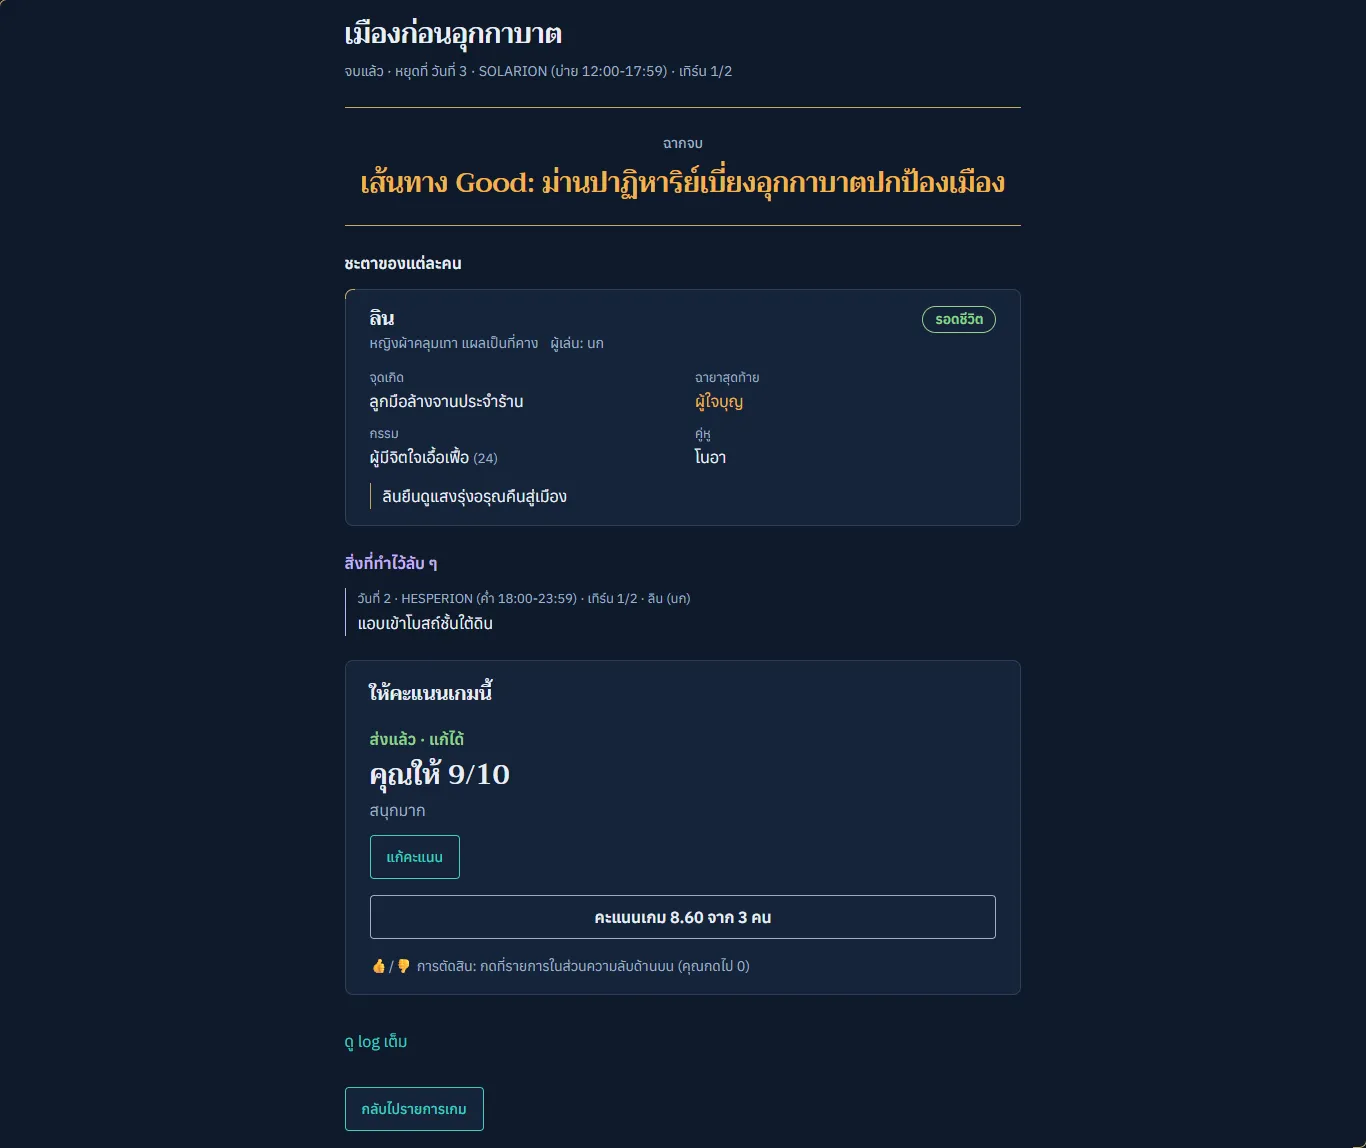 เมืองก่อนอุกกาบาต
จบแล้ว · หยุดที่ วันที่ 3 · SOLARION (บ่าย 12:00-17:59) · เทิร์น 1/2
ฉากจบ
เส้นทาง Good: ม่านปาฏิหาริย์เบี่ยงอุกกาบาตปกป้องเมือง
ชะตาของแต่ละคน
ลิน
รอดชีวิต
หญิงผ้าคลุมเทา แผลเป็นที่คาง ผู้เล่น: นก
จุดเกิด
ฉายาสุดท้าย
ลูกมือล้างจานประจำร้าน
ผู้ใจบุญ
กรรม
คู่หู
ผู้มีจิตใจเอื้อเฟื้อ (24)
โนอา
ลินยืนดูแสงรุ่งอรุณคืนสู่เมือง
สิ่งที่ทำไว้ลับ ๆ
วันที่ 2 · HESPERION (ค่ำ 18:00-23:59) · เทิร์น 1/2 · ลิน (นก)
แอบเข้าโบสถ์ชั้นใต้ดิน
ให้คะแนนเกมนี้
ส่งแล้ว · แก้ได้
คุณให้ 9/10
สนุกมาก
แก้คะแนน
คะแนนเกม 8.60 จาก 3 คน
👍/👎 การตัดสิน: กดที่รายการในส่วนความลับด้านบน (คุณกดไป 0)
ดู log เต็ม
กลับไปรายการเกม